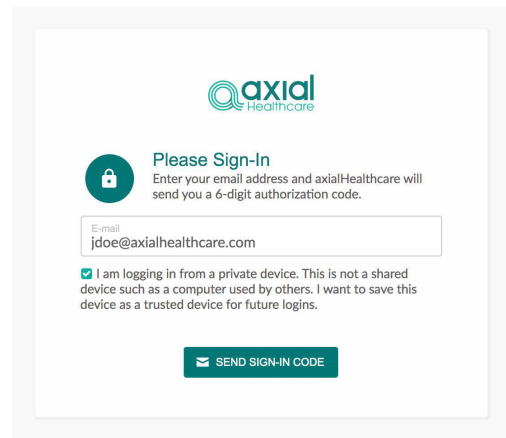 axial
Healthcare
Please Sign-In
Enter your email address and axialHealthcare will
send you a 6-digit authorization code.
E-mail
jdoe@axialhealthcare.com
I am logging in from a private device. This is not a shared
device such as a computer used by others. I want to save this
device as a trusted device for future logins.
SEND SIGN-IN CODE